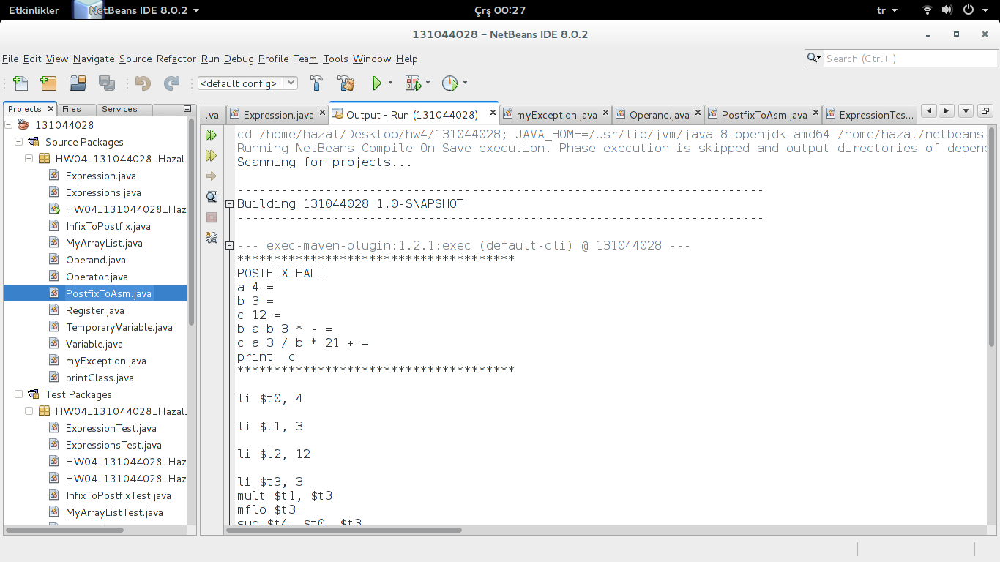 Etkinlikler NetBeans IDE 8.0.2 Çrş 00:27 tr
131044028 – NetBeans IDE 8.0.2
File Edit View Navigate Source Refactor Run Debug Profile Team Tools Window Help
Search (Ctrl+I)
<default config>
Projects Files Services
..va Expression.java Output - Run (131044028) myException.java Operand.java PostfixToAsm.java ExpressionTes...
131044028
Source Packages
HW04_131044028_Hazal_
Expression.java
Expressions.java
HW04_131044028_Haz
InfixToPostfix.java
MyArrayList.java
Operand.java
Operator.java
PostfixToAsm.java
Register.java
TemporaryVariable.java
Variable.java
myException.java
printClass.java
Test Packages
HW04_131044028_Hazal_
ExpressionTest.java
ExpressionsTest.java
HW04_131044028_Haz
HW04_131044028_Haz
InfixToPostfixTest.java
MyArrayListTest.java
cd /home/hazal/Desktop/hw4/131044028; JAVA_HOME=/usr/lib/jvm/java-8-openjdk-amd64 /home/hazal/netbeans-
Running NetBeans Compile On Save execution. Phase execution is skipped and output directories of depend
Scanning for projects...
------------------------------------------------------------------------
Building 131044028 1.0-SNAPSHOT
------------------------------------------------------------------------
--- exec-maven-plugin:1.2.1:exec (default-cli) @ 131044028 ---
**************************************
POSTFIX HALI
a 4 =
b 3 =
c 12 =
b a b 3 * - =
c a 3 / b * 21 + =
print  c
**************************************
li $t0, 4
li $t1, 3
li $t2, 12
li $t3, 3
mult $t1, $t3
mflo $t3
sub $t4, $t0, $t3